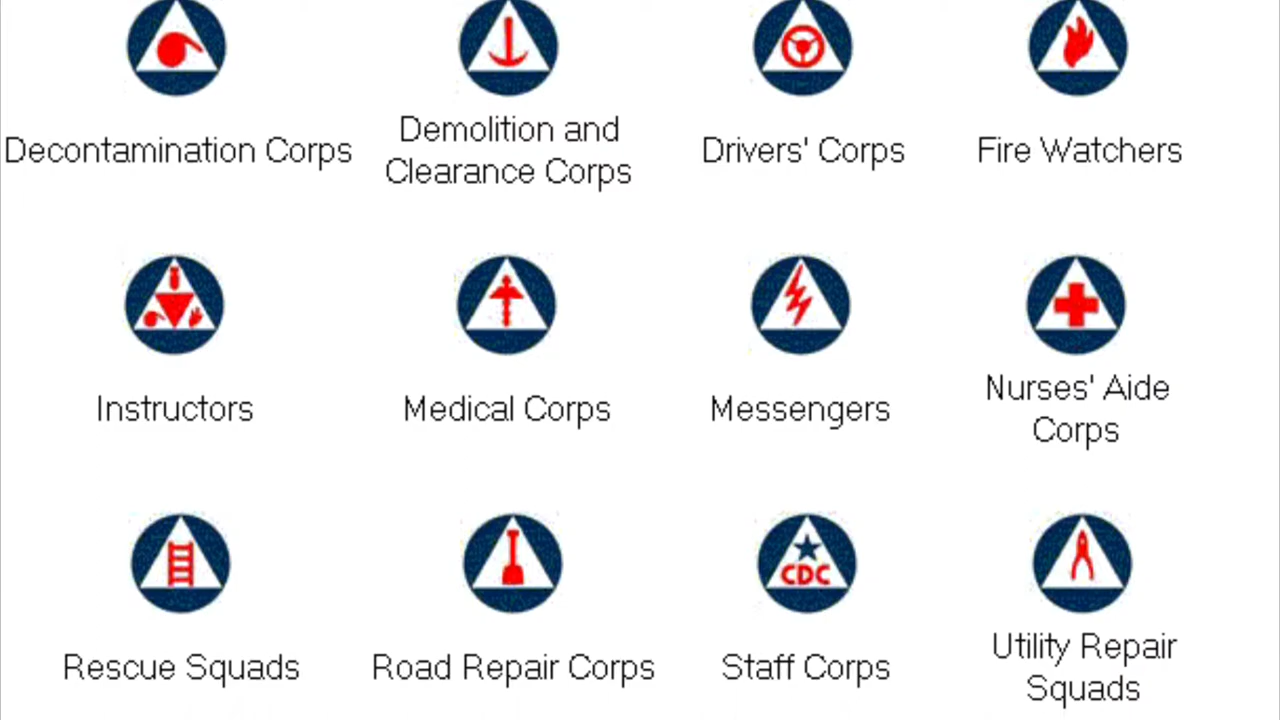 Decontamination Corps
Demolition and
Clearance Corps
Drivers' Corps
Fire Watchers
Instructors
Medical Corps
Messengers
Nurses' Aide
Corps
CDC
Rescue Squads
Road Repair Corps
Staff Corps
Utility Repair
Squads